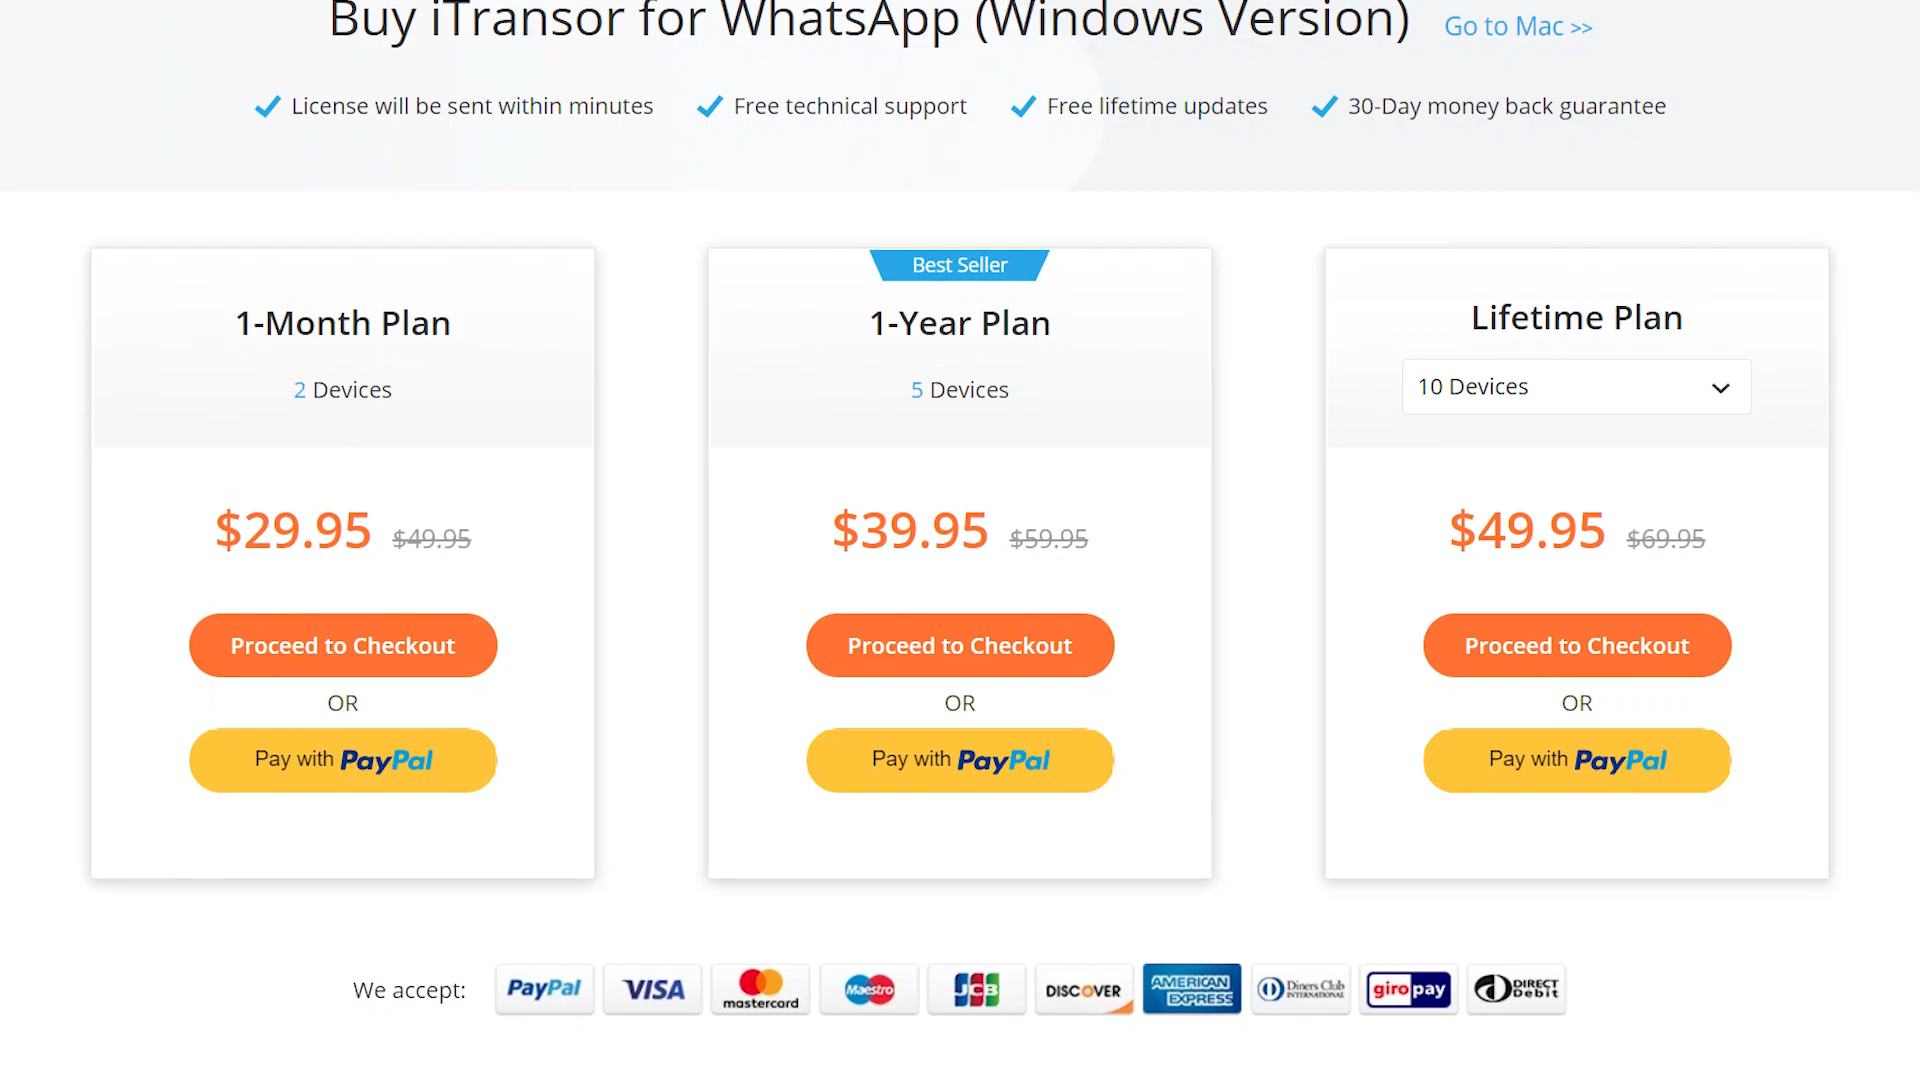 Buy iTransor for WhatsApp (Windows Version) Go to Mac >>
License will be sent within minutes Free technical support Free lifetime updates 30-Day money back guarantee
1-Month Plan
2 Devices
$29.95 $49.95
Proceed to Checkout
OR
Pay with PayPal
Best Seller
1-Year Plan
5 Devices
$39.95 $59.95
Proceed to Checkout
OR
Pay with PayPal
Lifetime Plan
10 Devices
$49.95 $69.95
Proceed to Checkout
OR
Pay with PayPal
We accept: PayPal VISA mastercard Maestro JCB DISCOVER AMERICAN EXPRESS Diners Club INTERNATIONAL giropay DIRECT Debit